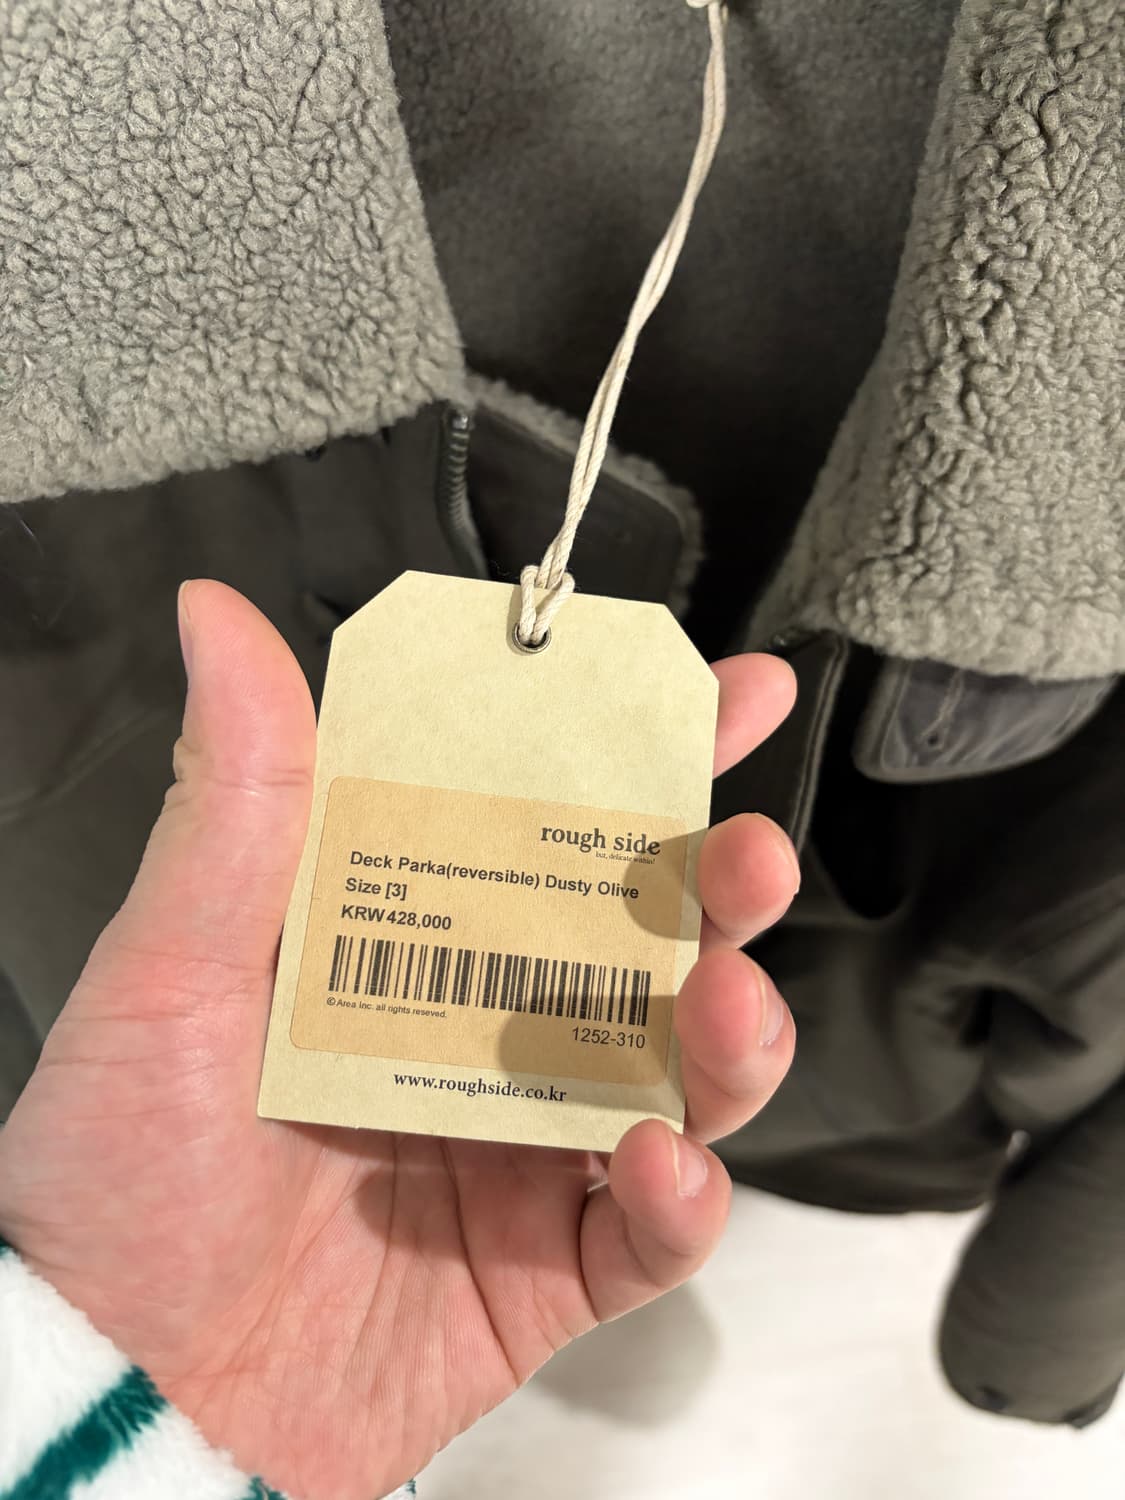 rough side
but, delicate within!
Deck Parka(reversible) Dusty Olive
Size [3]
KRW 428,000
© Area Inc. all rights reseved.
1252-310
www.roughside.co.kr